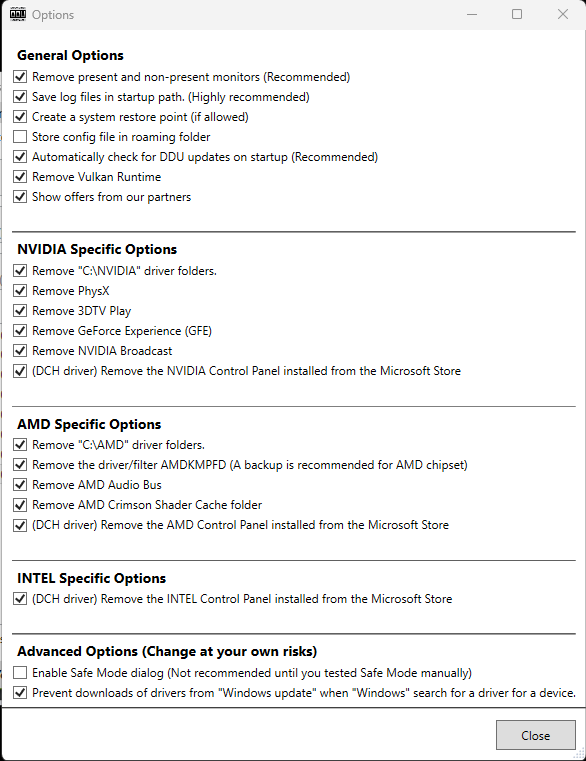 DDU Options
General Options
Remove present and non-present monitors (Recommended)
Save log files in startup path. (Highly recommended)
Create a system restore point (if allowed)
Store config file in roaming folder
Automatically check for DDU updates on startup (Recommended)
Remove Vulkan Runtime
Show offers from our partners
NVIDIA Specific Options
Remove "C:\NVIDIA" driver folders.
Remove PhysX
Remove 3DTV Play
Remove GeForce Experience (GFE)
Remove NVIDIA Broadcast
(DCH driver) Remove the NVIDIA Control Panel installed from the Microsoft Store
AMD Specific Options
Remove "C:\AMD" driver folders.
Remove the driver/filter AMDKMPFD (A backup is recommended for AMD chipset)
Remove AMD Audio Bus
Remove AMD Crimson Shader Cache folder
(DCH driver) Remove the AMD Control Panel installed from the Microsoft Store
INTEL Specific Options
(DCH driver) Remove the INTEL Control Panel installed from the Microsoft Store
Advanced Options (Change at your own risks)
Enable Safe Mode dialog (Not recommended until you tested Safe Mode manually)
Prevent downloads of drivers from "Windows update" when "Windows" search for a driver for a device.
Close